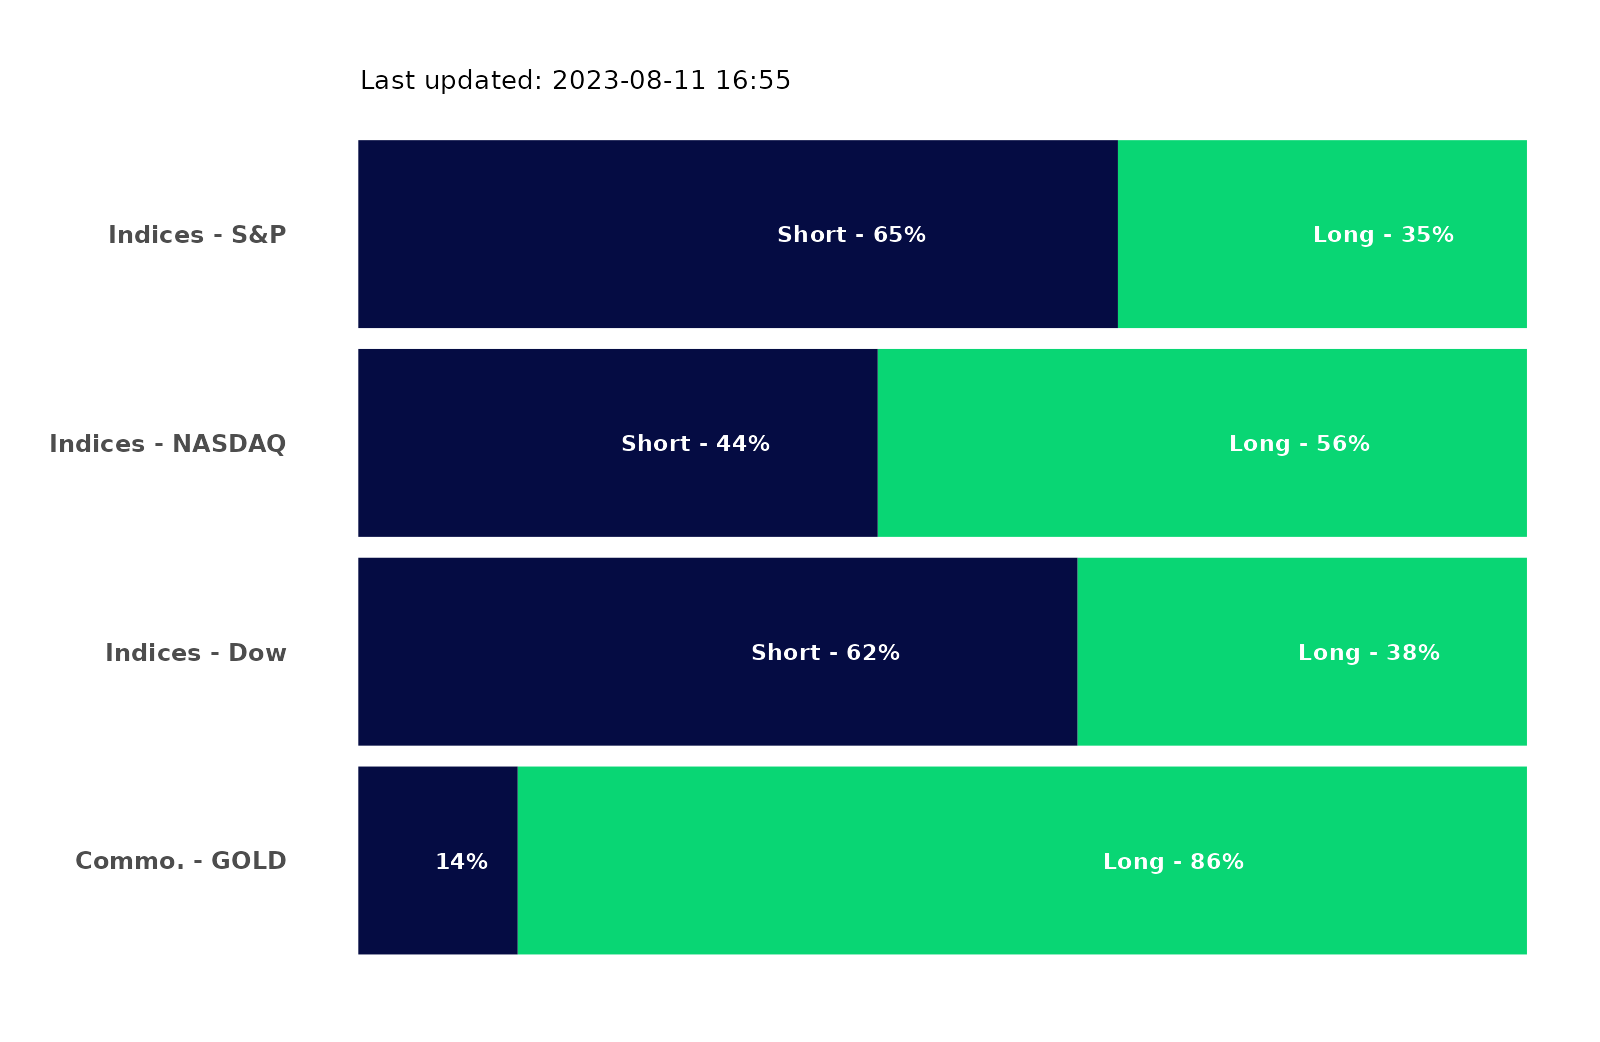 Last updated: 2023-08-11 16:55
Indices - S&P Short - 65% Long - 35%
Indices - NASDAQ Short - 44% Long - 56%
Indices - Dow Short - 62% Long - 38%
Commo. - GOLD 14% Long - 86%